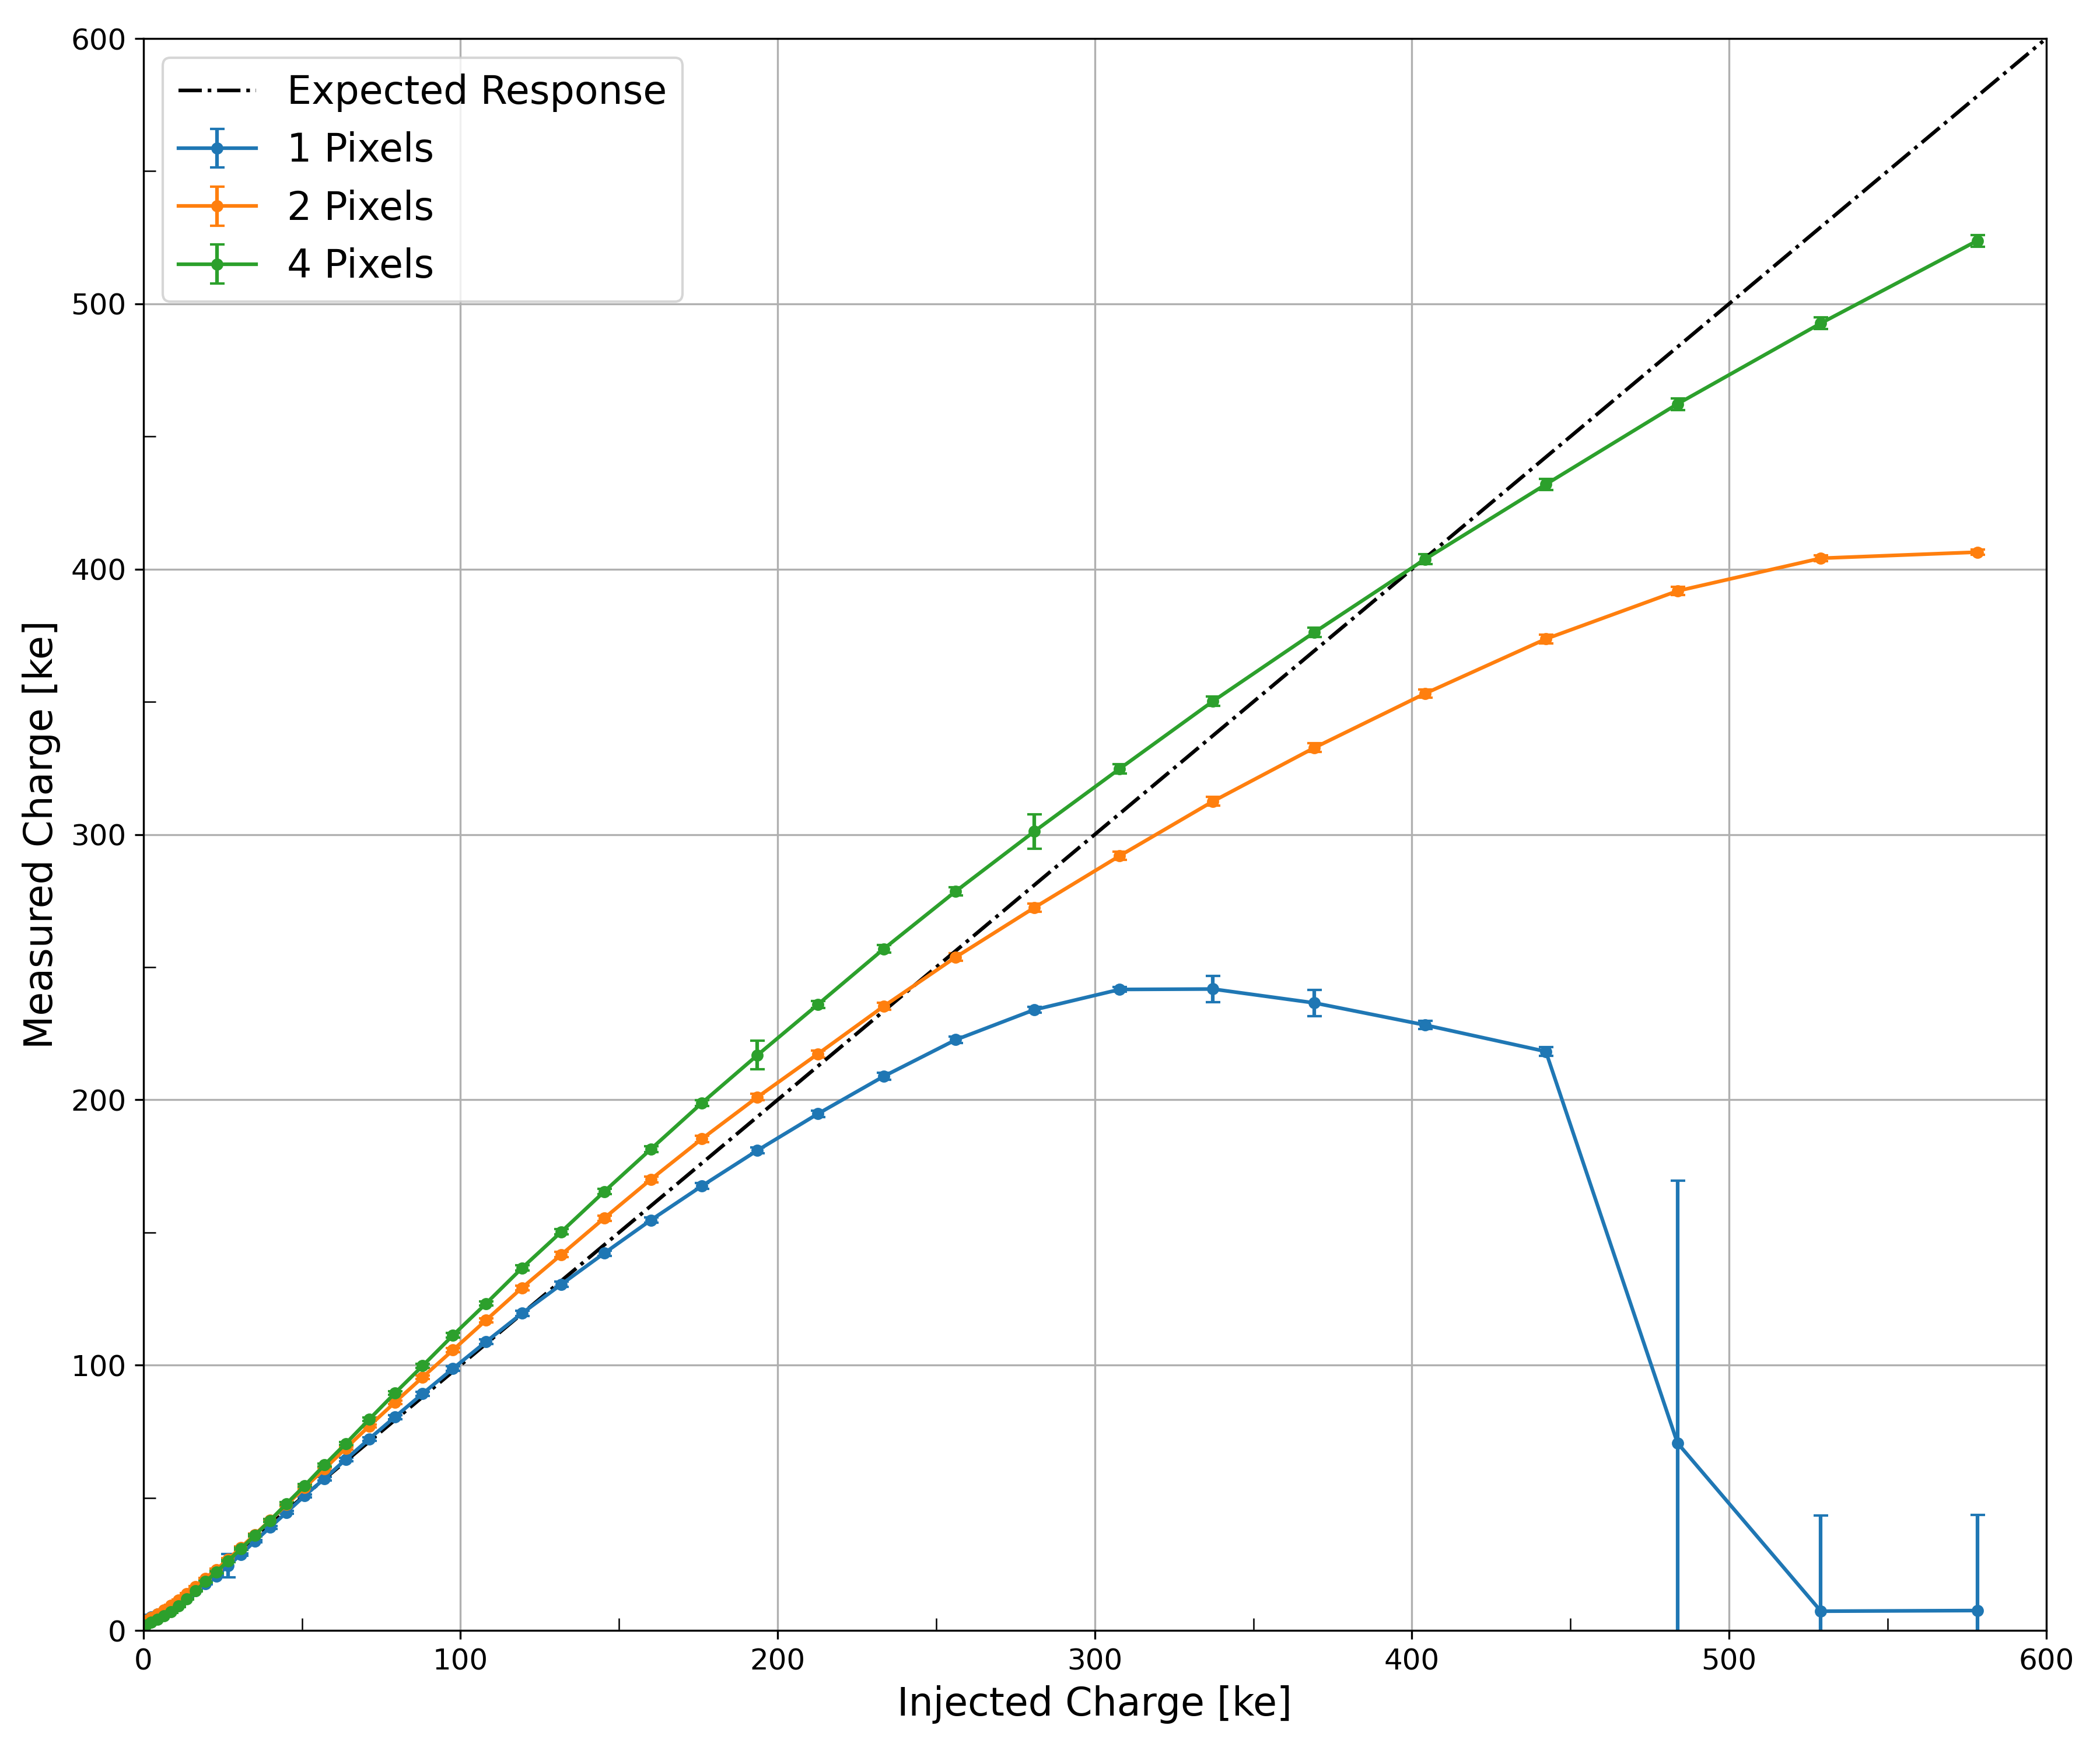 600
500
400
300
200
100
0
Measured Charge [ke]
Expected Response
1 Pixels
2 Pixels
4 Pixels
0 100 200 300 400 500 600
Injected Charge [ke]